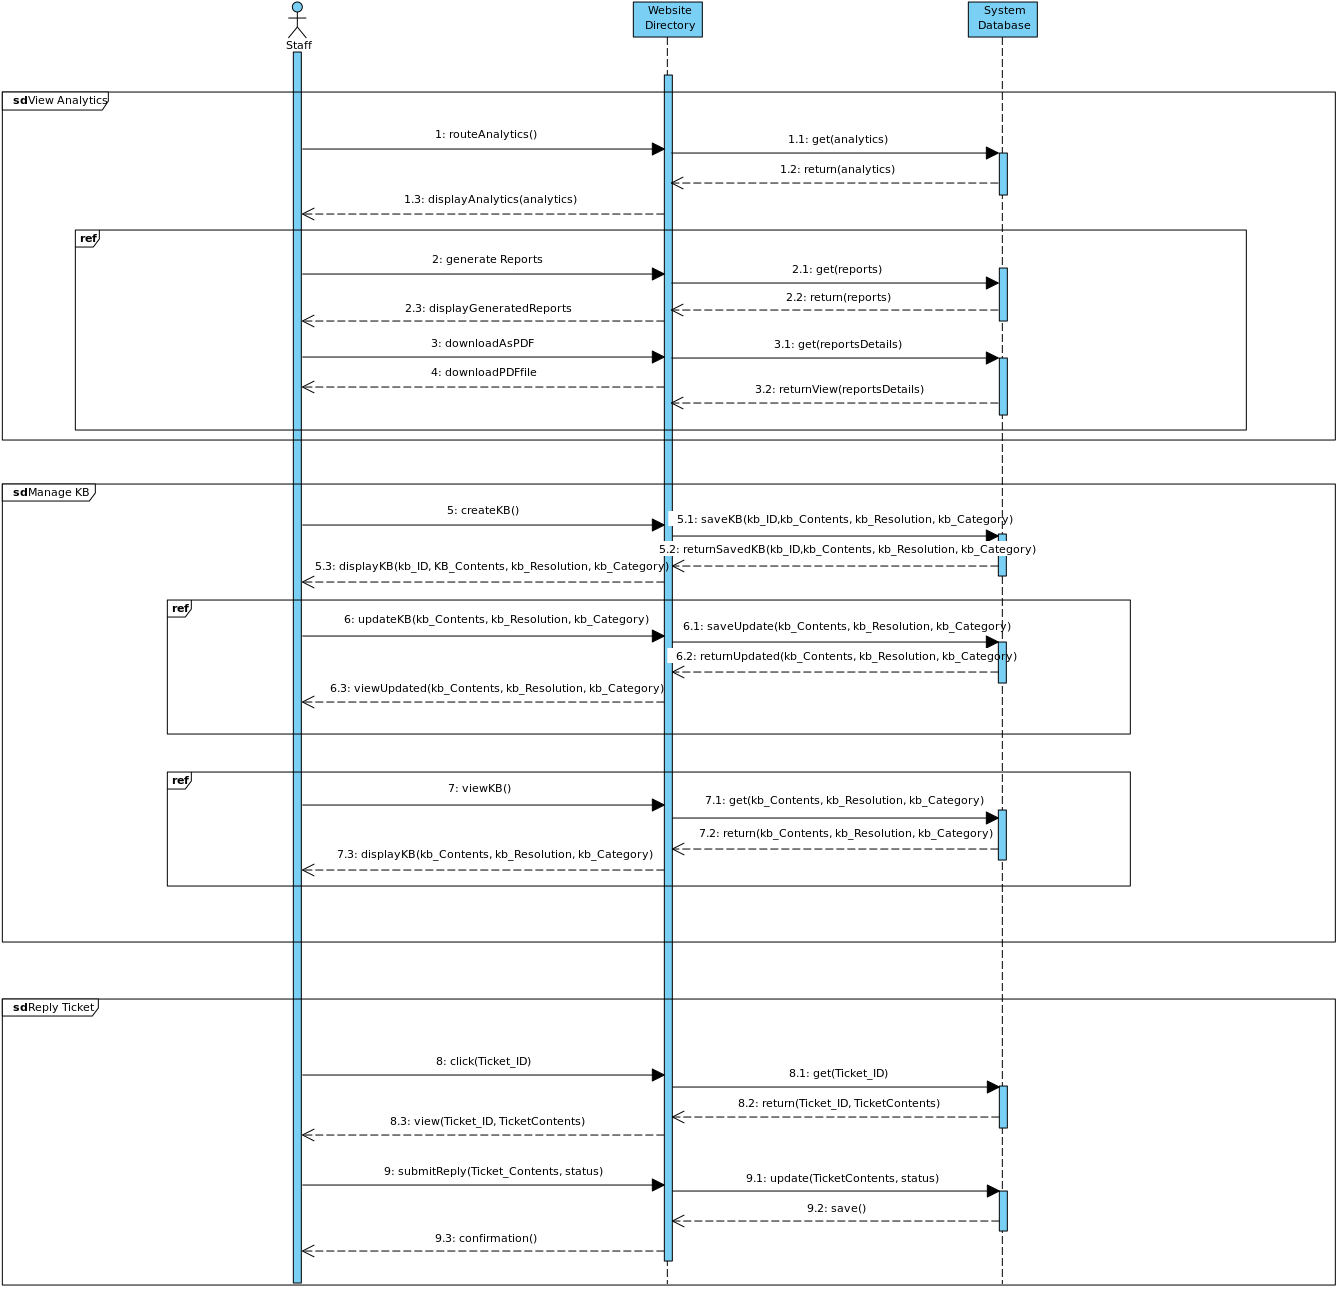 Staff
Website
Directory
System
Database
sd View Analytics
1: routeAnalytics()
1.1: get(analytics)
1.2: return(analytics)
1.3: displayAnalytics(analytics)
ref
2: generate Reports
2.1: get(reports)
2.2: return(reports)
2.3: displayGeneratedReports
3: downloadAsPDF
3.1: get(reportsDetails)
4: downloadPDFfile
3.2: returnView(reportsDetails)
sd Manage KB
5: createKB()
5.1: saveKB(kb_ID,kb_Contents, kb_Resolution, kb_Category)
5.2: returnSavedKB(kb_ID,kb_Contents, kb_Resolution, kb_Category)
5.3: displayKB(kb_ID, KB_Contents, kb_Resolution, kb_Category)
ref
6: updateKB(kb_Contents, kb_Resolution, kb_Category)
6.1: saveUpdate(kb_Contents, kb_Resolution, kb_Category)
6.2: returnUpdated(kb_Contents, kb_Resolution, kb_Category)
6.3: viewUpdated(kb_Contents, kb_Resolution, kb_Category)
ref
7: viewKB()
7.1: get(kb_Contents, kb_Resolution, kb_Category)
7.2: return(kb_Contents, kb_Resolution, kb_Category)
7.3: displayKB(kb_Contents, kb_Resolution, kb_Category)
sd Reply Ticket
8: click(Ticket_ID)
8.1: get(Ticket_ID)
8.2: return(Ticket_ID, TicketContents)
8.3: view(Ticket_ID, TicketContents)
9: submitReply(Ticket_Contents, status)
9.1: update(TicketContents, status)
9.2: save()
9.3: confirmation()